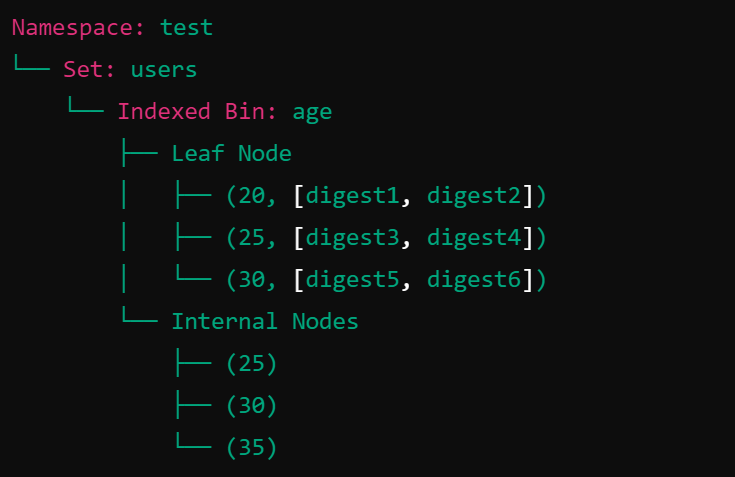 Namespace: test
└── Set: users
    └── Indexed Bin: age
        ├── Leaf Node
        │   ├── (20, [digest1, digest2])
        │   ├── (25, [digest3, digest4])
        │   └── (30, [digest5, digest6])
        └── Internal Nodes
            ├── (25)
            ├── (30)
            └── (35)